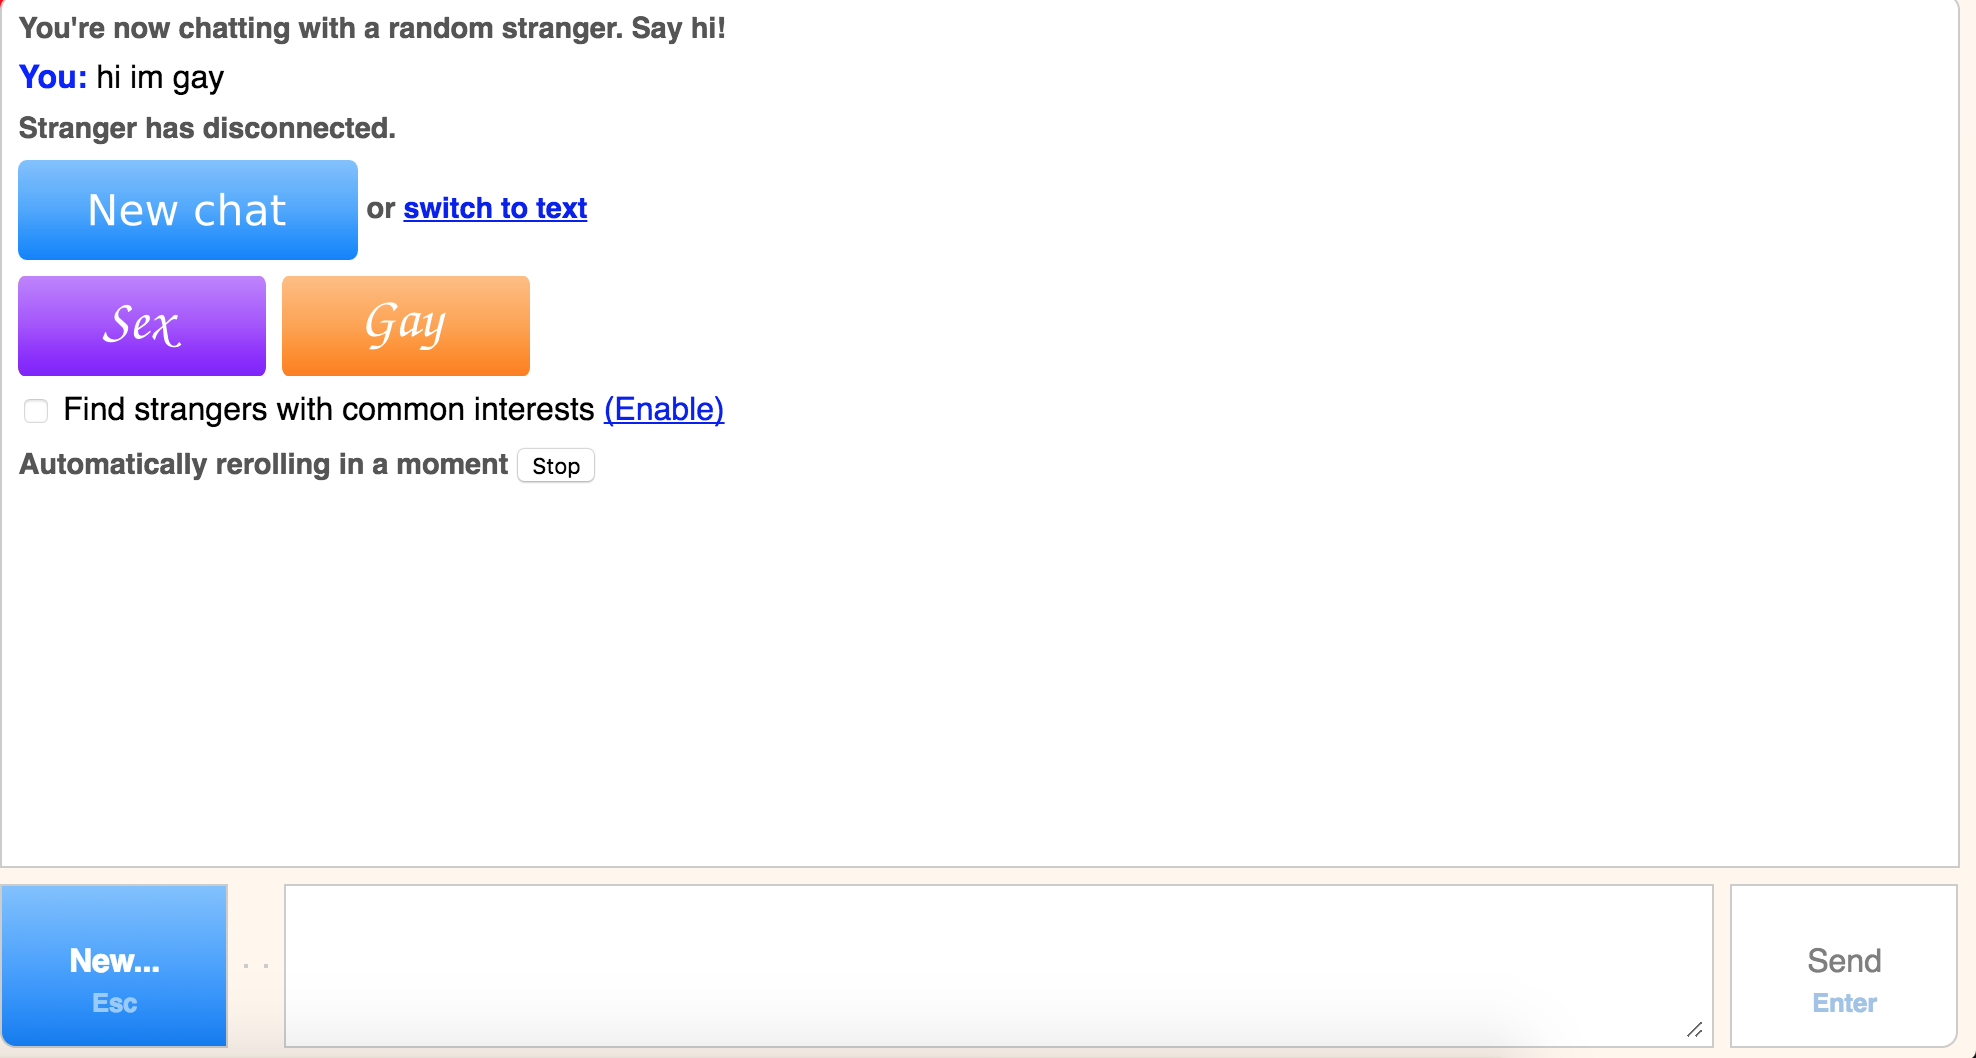 You're now chatting with a random stranger. Say hi!
You: hi im gay
Stranger has disconnected.
New chat or switch to text
Sex Gay
Find strangers with common interests (Enable)
Automatically rerolling in a moment Stop
New... Send
Esc Enter